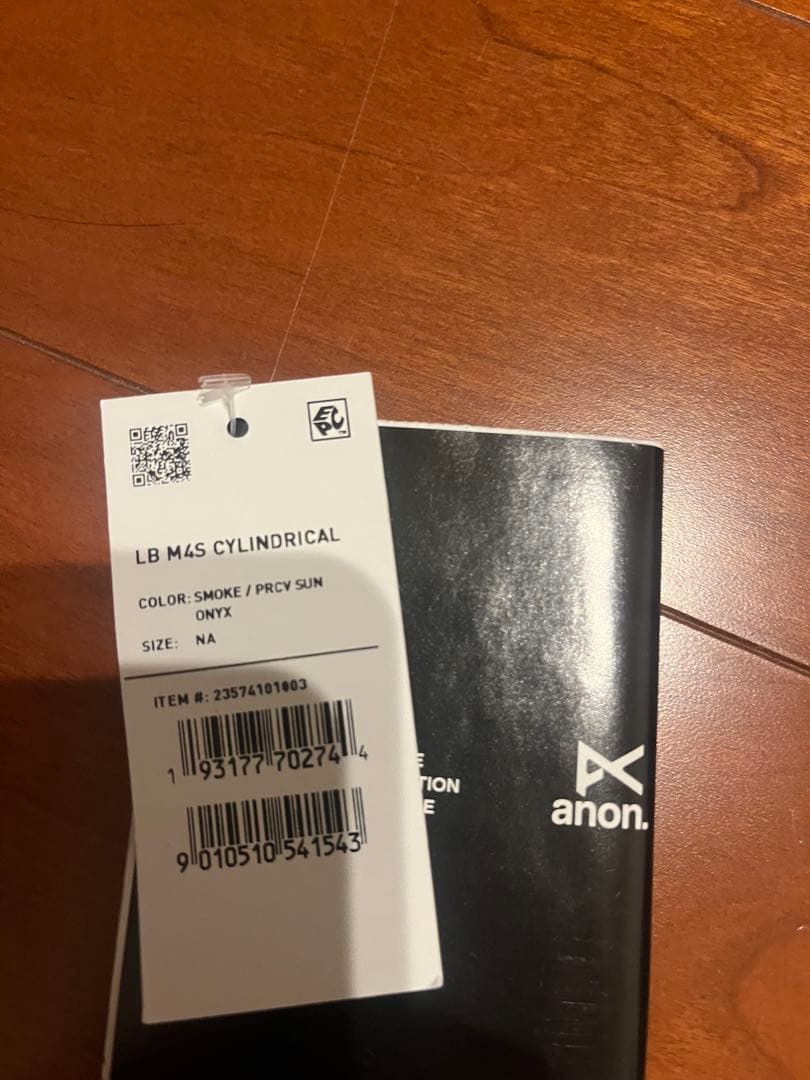 EPC™
LB M4S CYLINDRICAL
COLOR: SMOKE / PRCV SUN
ONYX
SIZE: NA
ITEM #: 23574101003
1 93177 70274 4
9 010510 541543
E
TION
E
anon.